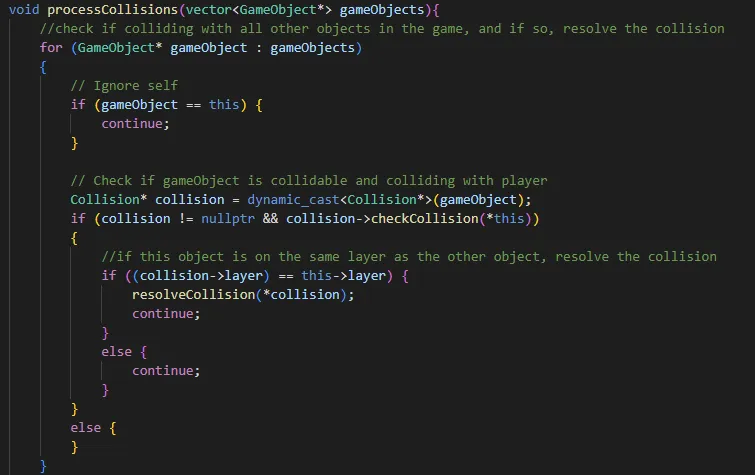 void processCollisions(vector<GameObject*> gameObjects){
    //check if colliding with all other objects in the game, and if so, resolve the collision
    for (GameObject* gameObject : gameObjects)
    {
        // Ignore self
        if (gameObject == this) {
            continue;
        }

        // Check if gameObject is collidable and colliding with player
        Collision* collision = dynamic_cast<Collision*>(gameObject);
        if (collision != nullptr && collision->checkCollision(*this))
        {
            //if this object is on the same layer as the other object, resolve the collision
            if ((collision->layer) == this->layer) {
                resolveCollision(*collision);
                continue;
            }
            else {
                continue;
            }
        }
        else {
        }
    }